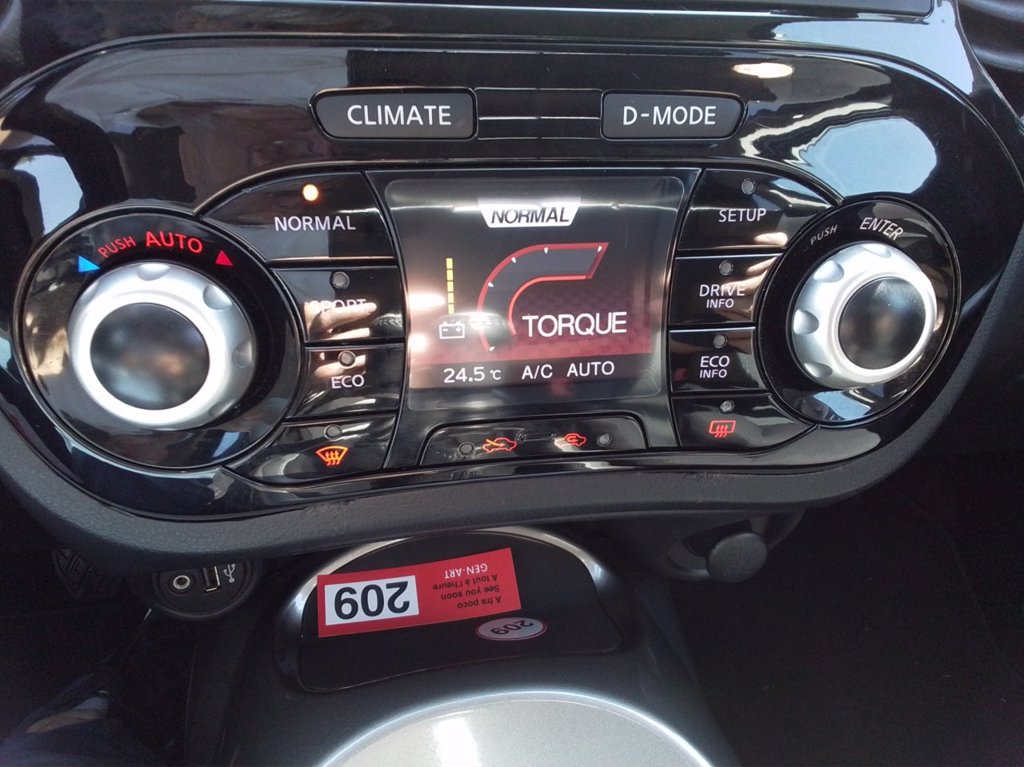 CLIMATE
D-MODE
PUSH AUTO
NORMAL
SPORT
ECO
NORMAL
TORQUE
24.5 °C A/C AUTO
SETUP
DRIVE
INFO
ECO
INFO
PUSH ENTER
209
A fra poco
See you soon
A tout à l'heure
GEN-ART
209